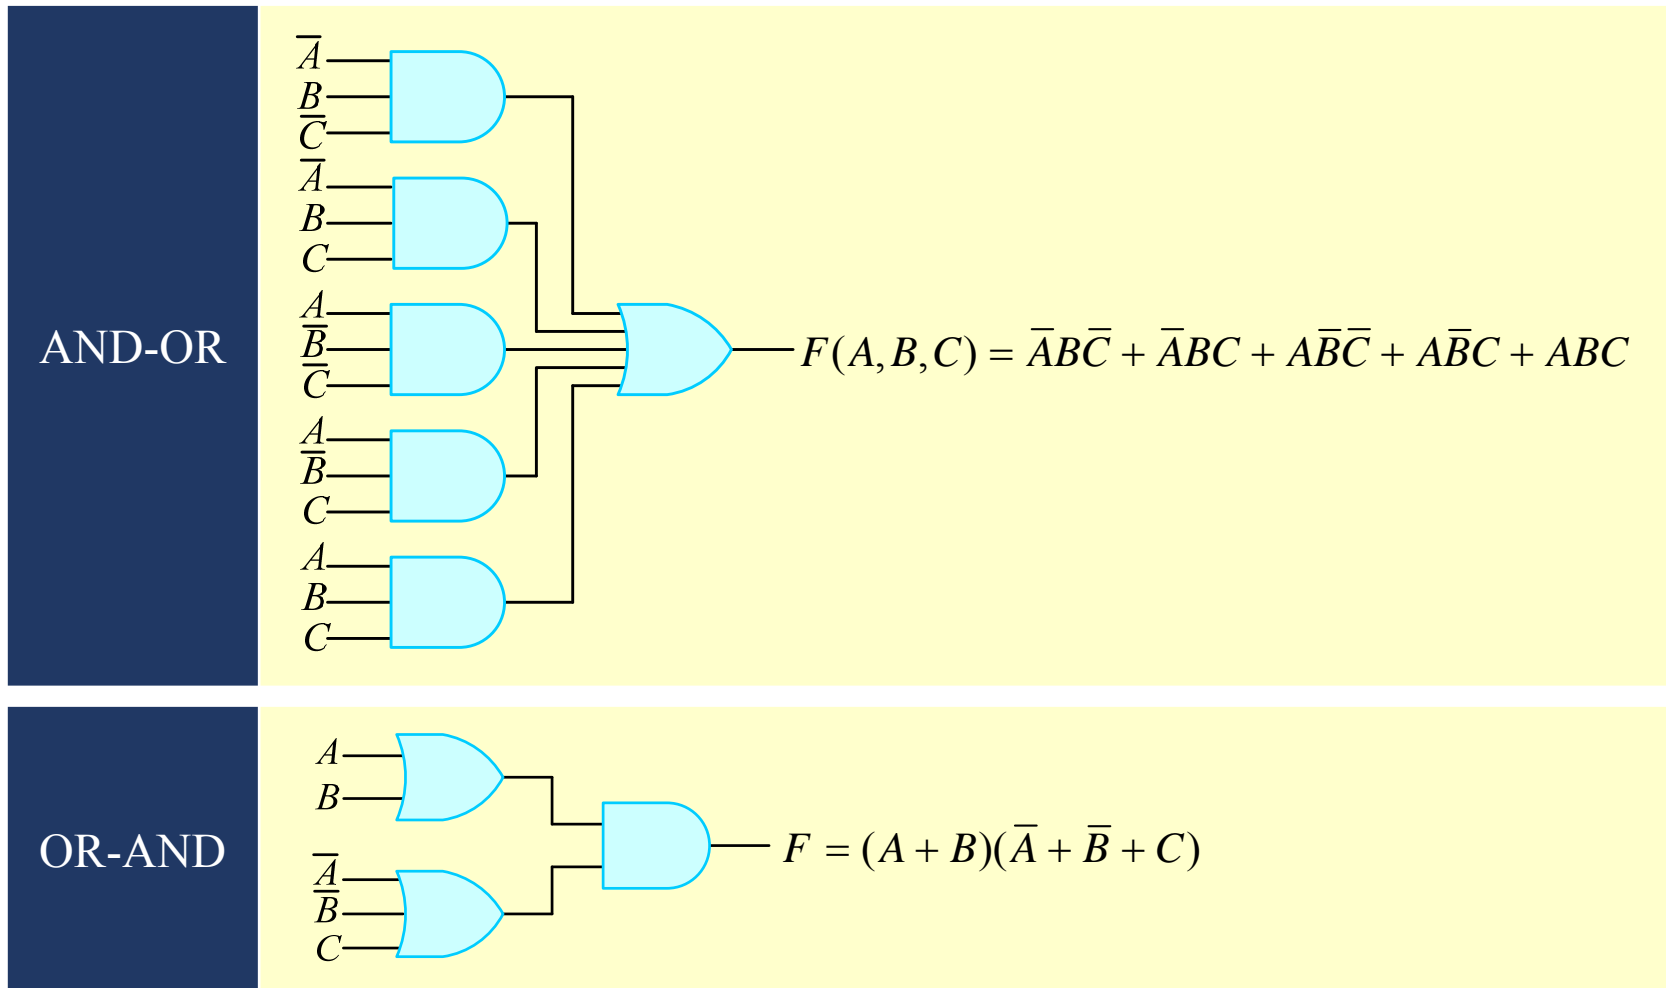 AND-OR
A̅
B
C̅
A̅
B
C
A
B̅
C̅
A
B̅
C
A
B
C
F(A, B, C) = A̅BC̅ + A̅BC + AB̅C̅ + AB̅C + ABC
OR-AND
A
B
A̅
B̅
C
F = (A + B)(A̅ + B̅ + C)